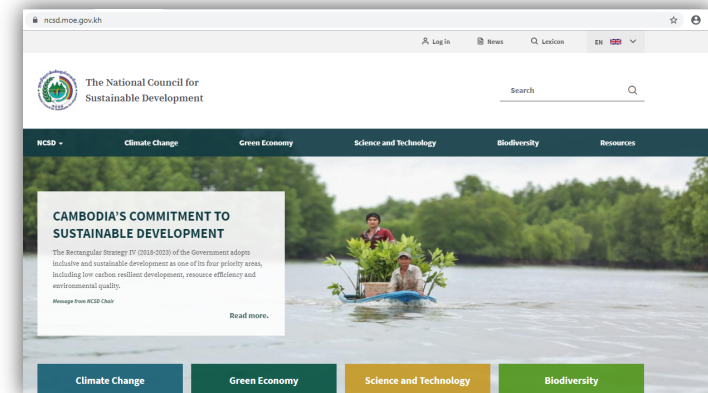 ncsd.moe.gov.kh
Log in News Lexicon EN
The National Council for
Sustainable Development
Search
NCSD Climate Change Green Economy Science and Technology Biodiversity Resources
CAMBODIA'S COMMITMENT TO
SUSTAINABLE DEVELOPMENT
The Rectangular Strategy IV (2018-2023) of the Government adopts
inclusive and sustainable development as one of its four priority areas,
including low carbon resilient development, resource efficiency and
environmental quality.
Message from NCSD Chair
Read more.
Climate Change Green Economy Science and Technology Biodiversity